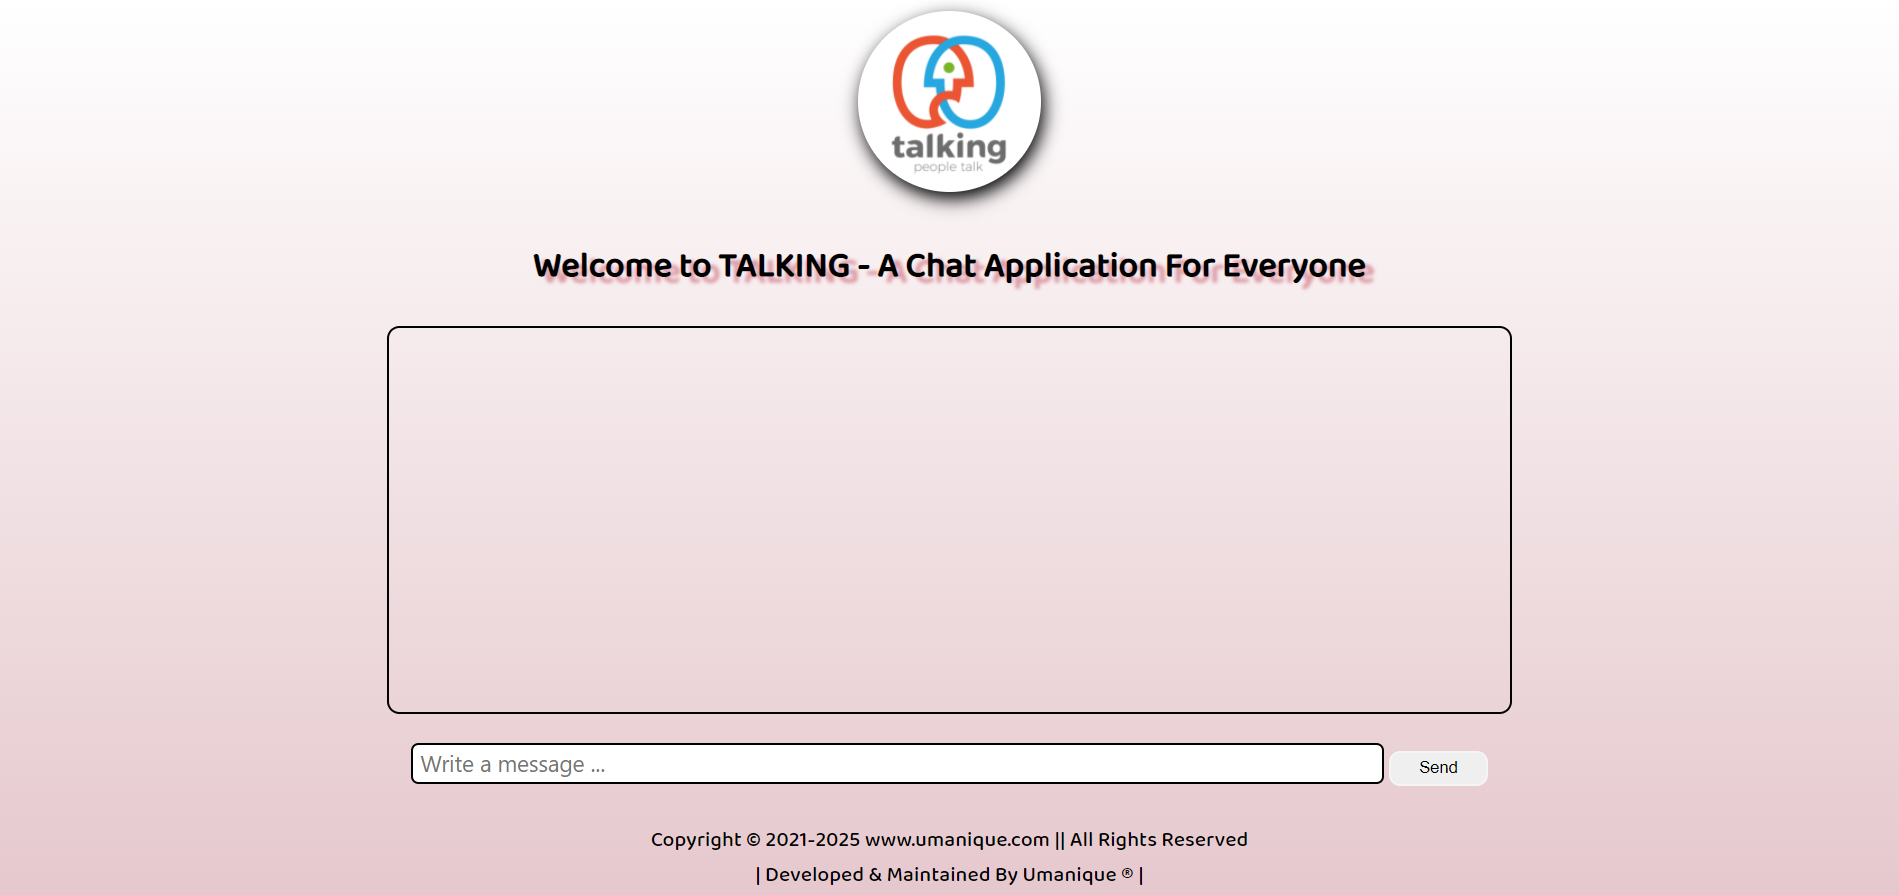 talking
people talk
Welcome to TALKING - A Chat Application For Everyone
Write a message ...
Send
Copyright © 2021-2025 www.umanique.com || All Rights Reserved
| Developed & Maintained By Umanique ® |